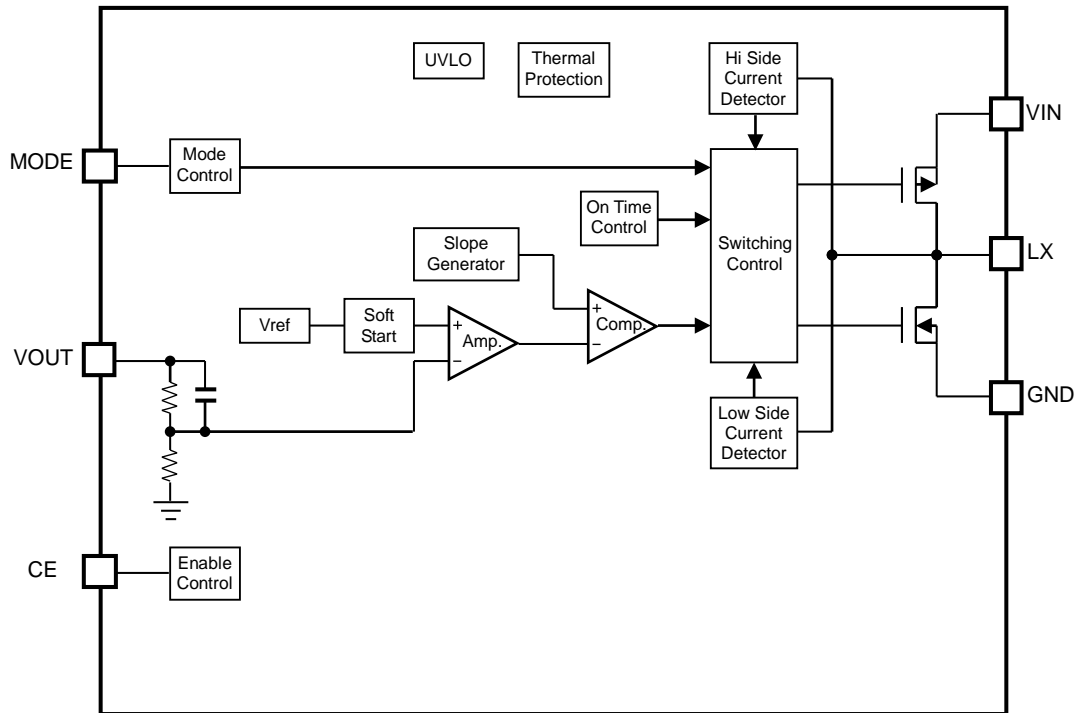 UVLO
Thermal
Protection
Hi Side
Current
Detector
VIN
MODE
Mode
Control
On Time
Control
Switching
Control
Slope
Generator
LX
Vref
Soft
Start
+
Amp.
−
+
Comp.
−
VOUT
GND
Low Side
Current
Detector
CE
Enable
Control